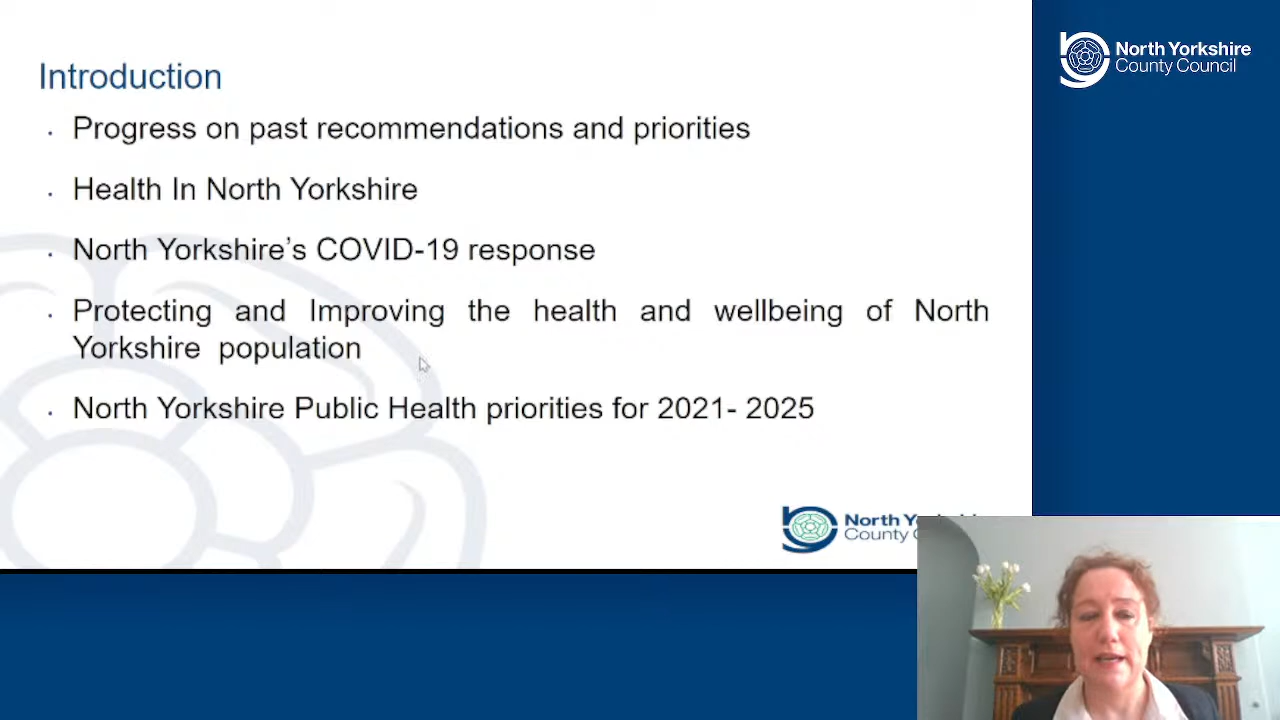 Introduction
North Yorkshire
County Council
· Progress on past recommendations and priorities
· Health In North Yorkshire
· North Yorkshire’s COVID-19 response
· Protecting and Improving the health and wellbeing of North
Yorkshire population
· North Yorkshire Public Health priorities for 2021- 2025
North
County